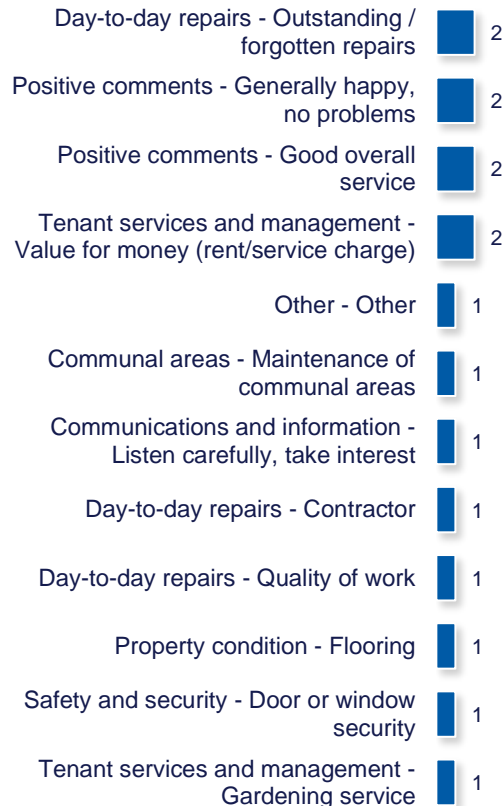 Day-to-day repairs - Outstanding /
forgotten repairs
2
Positive comments - Generally happy,
no problems
2
Positive comments - Good overall
service
2
Tenant services and management -
Value for money (rent/service charge)
2
Other - Other
1
Communal areas - Maintenance of
communal areas
1
Communications and information -
Listen carefully, take interest
1
Day-to-day repairs - Contractor
1
Day-to-day repairs - Quality of work
1
Property condition - Flooring
1
Safety and security - Door or window
security
1
Tenant services and management -
Gardening service
1